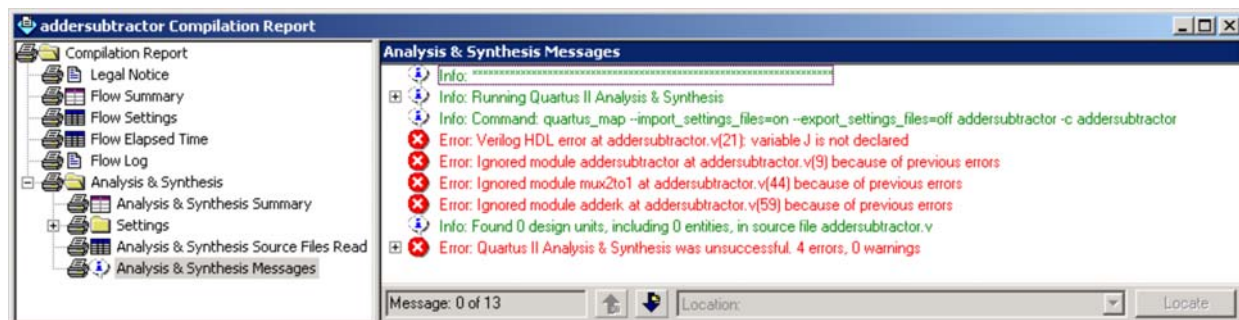 addersubtractor Compilation Report
Compilation Report
Legal Notice
Flow Summary
Flow Settings
Flow Elapsed Time
Flow Log
Analysis & Synthesis
Analysis & Synthesis Summary
Settings
Analysis & Synthesis Source Files Read
Analysis & Synthesis Messages
Analysis & Synthesis Messages
Info: *******************************************************************
Info: Running Quartus II Analysis & Synthesis
Info: Command: quartus_map --import_settings_files=on --export_settings_files=off addersubtractor -c addersubtractor
Error: Verilog HDL error at addersubtractor.v(21): variable J is not declared
Error: Ignored module addersubtractor at addersubtractor.v(9) because of previous errors
Error: Ignored module mux2to1 at addersubtractor.v(44) because of previous errors
Error: Ignored module adderk at addersubtractor.v(59) because of previous errors
Info: Found 0 design units, including 0 entities, in source file addersubtractor.v
Error: Quartus II Analysis & Synthesis was unsuccessful. 4 errors, 0 warnings
Message: 0 of 13
Location:
Locate